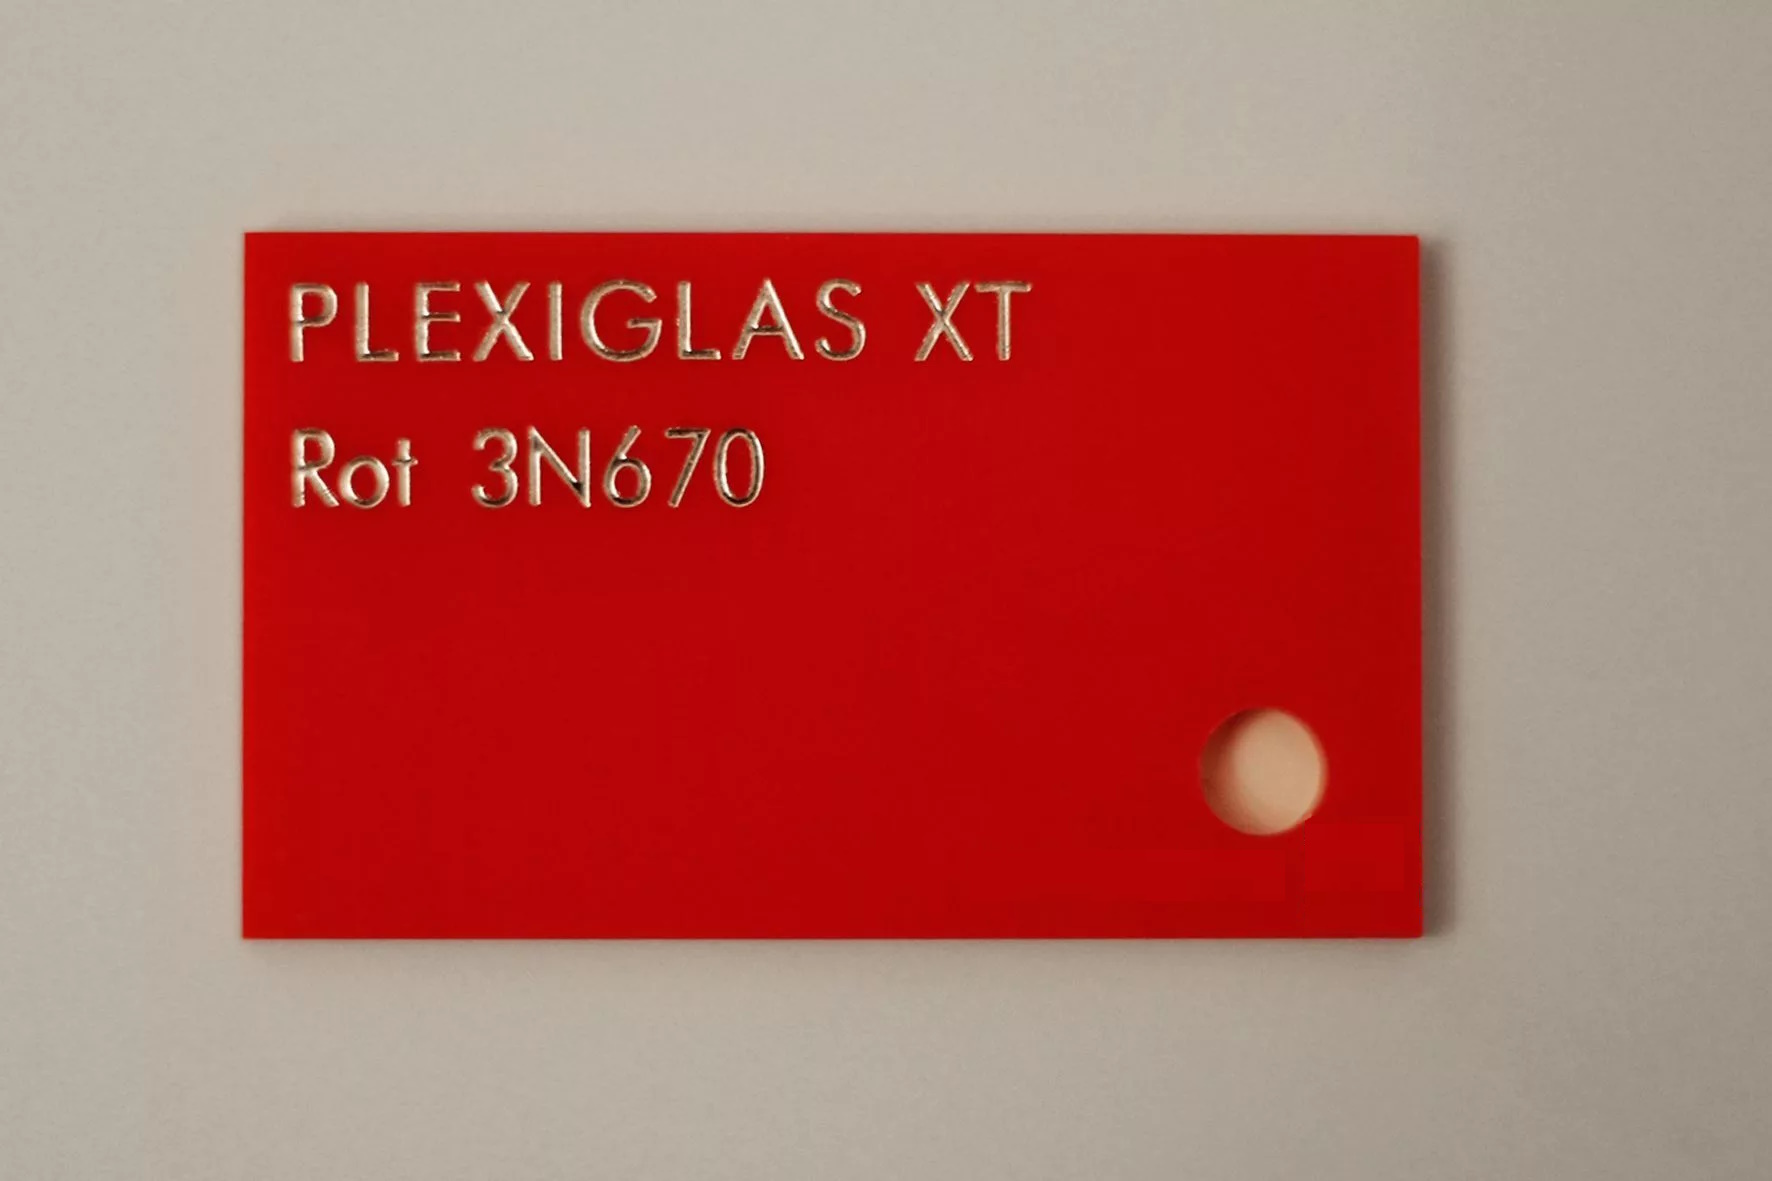 PLEXIGLAS XT
Rot 3N670